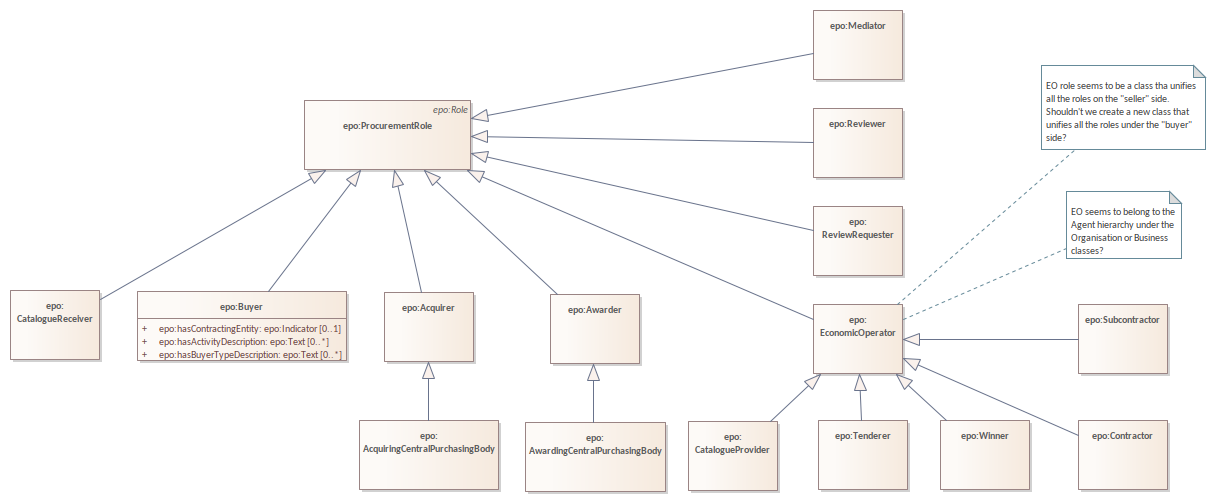 epo:Mediator
EO role seems to be a class tha unifies
all the roles on the "seller" side.
Shouldn't we create a new class that
unifies all the roles under the "buyer"
side?
epo:Role
epo:ProcurementRole
epo:Reviewer
epo:
ReviewRequester
EO seems to belong to the
Agent hierarchy under the
Organisation or Business
classes?
epo:
CatalogueReceiver
epo:Buyer
+ epo:hasContractingEntity: epo:Indicator [0..1]
+ epo:hasActivityDescription: epo:Text [0..*]
+ epo:hasBuyerTypeDescription: epo:Text [0..*]
epo:Acquirer
epo:Awarder
epo:
EconomicOperator
epo:Subcontractor
epo:
AcquiringCentralPurchasingBody
epo:
AwardingCentralPurchasingBody
epo:
CatalogueProvider
epo:Tenderer
epo:Winner
epo:Contractor